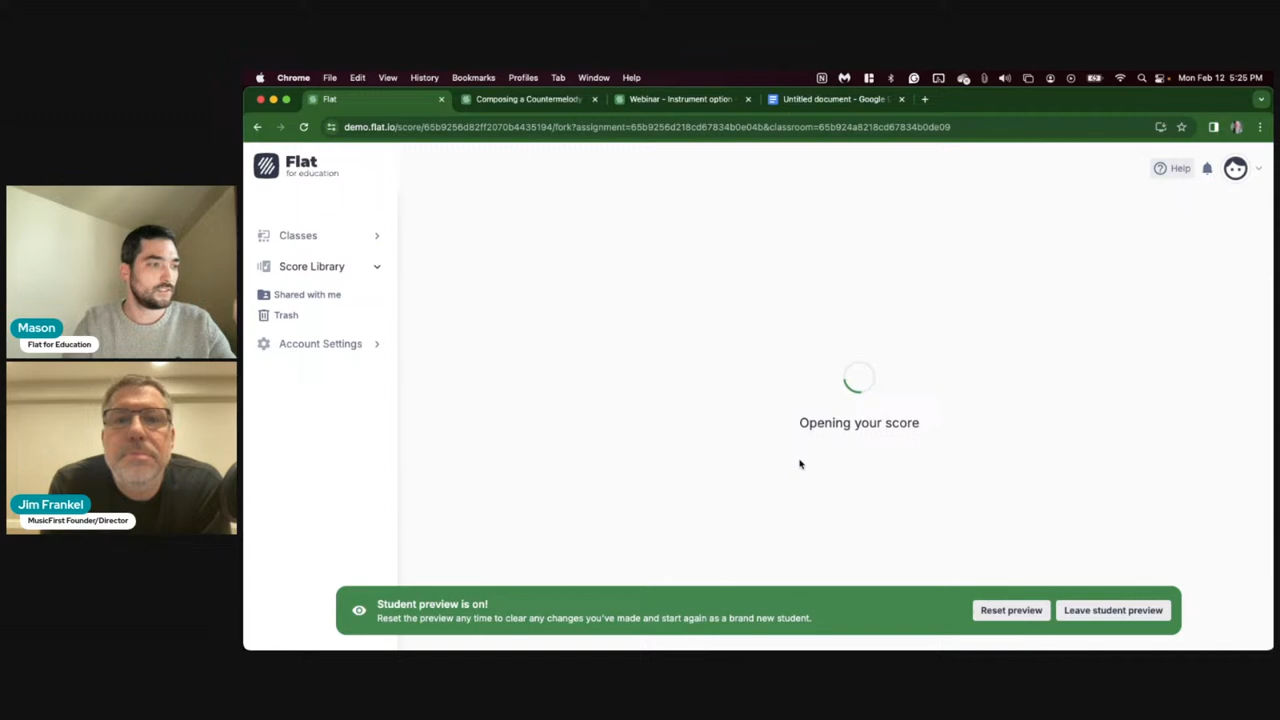 Chrome File Edit View History Bookmarks Profiles Tab Window Help
Mon Feb 12 5:25 PM
Flat
Composing a Countermelody
Webinar - Instrument option
Untitled document - Google
demo.flat.io/score/65b9256d82ff2070b4435194/fork?assignment=65b9256d218cd67834b0e04b&classroom=65b924a8218cd67834b0de09
Flat
for education
Help
Classes
Score Library
Shared with me
Trash
Account Settings
Opening your score
Mason
Flat for Education
Jim Frankel
MusicFirst Founder/Director
Student preview is on!
Reset the preview any time to clear any changes you've made and start again as a brand new student.
Reset preview
Leave student preview